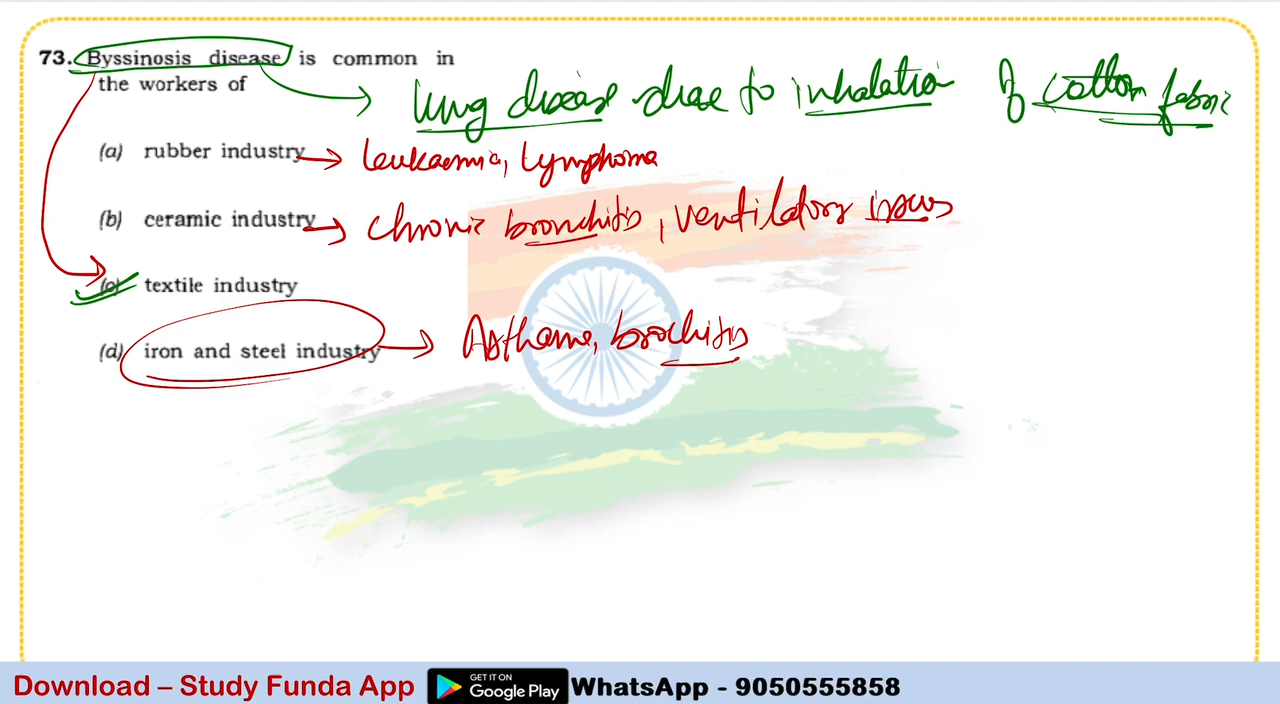 73. Byssinosis disease is common in
the workers of
lung disease due to inhalation of cotton fabric
(a) rubber industry
leukaemia, lymphoma
(b) ceramic industry
chronic bronchitis, ventilatory issues
(c) textile industry
(d) iron and steel industry
Asthame, brochitis
Download – Study Funda App
GET IT ON
Google Play
WhatsApp - 9050555858